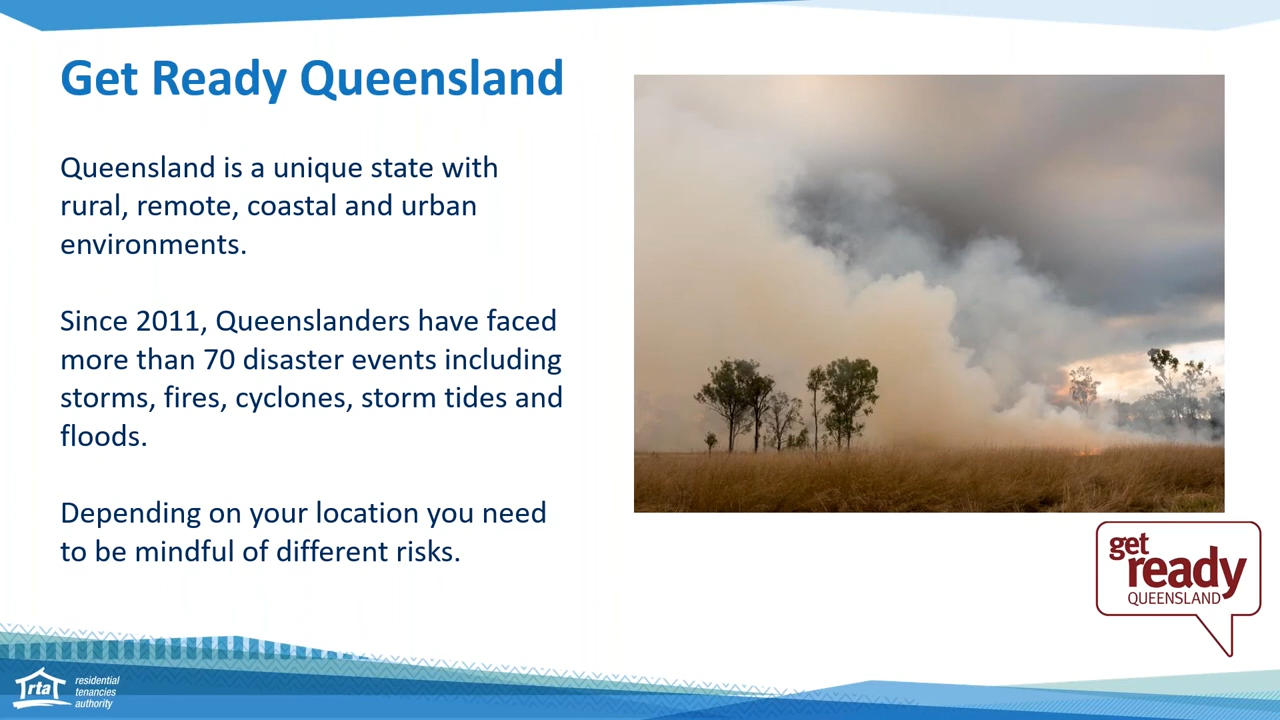 Get Ready Queensland
Queensland is a unique state with
rural, remote, coastal and urban
environments.
Since 2011, Queenslanders have faced
more than 70 disaster events including
storms, fires, cyclones, storm tides and
floods.
Depending on your location you need
to be mindful of different risks.
get
ready
QUEENSLAND
rta
residential
tenancies
authority